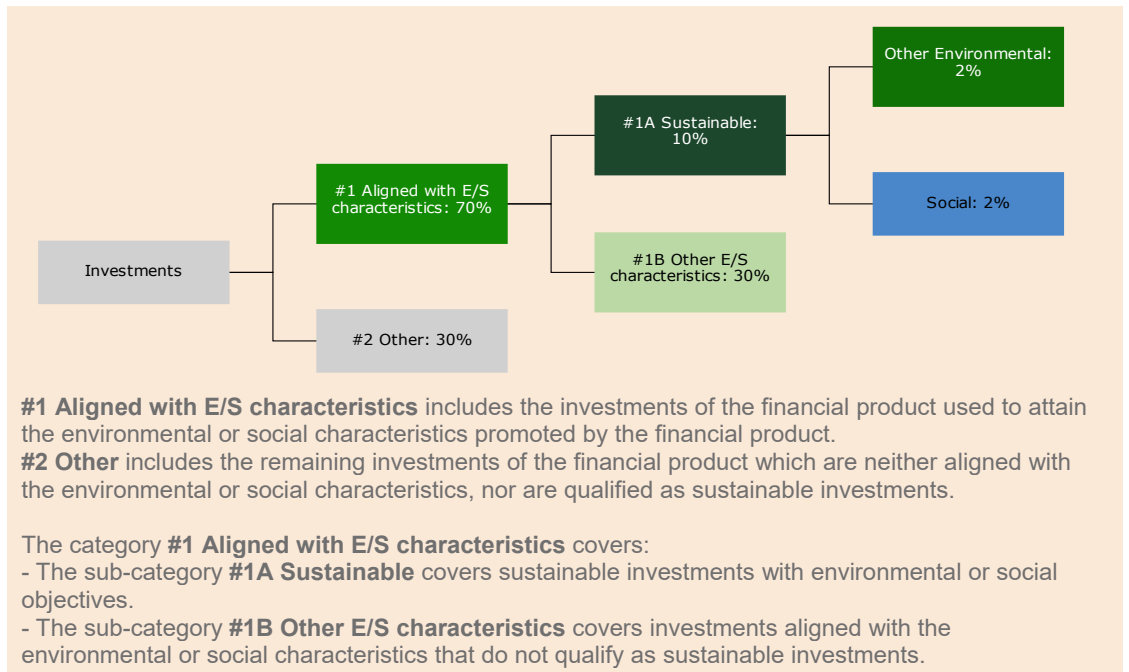 Other Environmental:
2%
#1A Sustainable:
10%
#1 Aligned with E/S
characteristics: 70%
Social: 2%
Investments
#1B Other E/S
characteristics: 30%
#2 Other: 30%
#1 Aligned with E/S characteristics includes the investments of the financial product used to attain
the environmental or social characteristics promoted by the financial product.
#2 Other includes the remaining investments of the financial product which are neither aligned with
the environmental or social characteristics, nor are qualified as sustainable investments.
The category #1 Aligned with E/S characteristics covers:
- The sub-category #1A Sustainable covers sustainable investments with environmental or social
objectives.
- The sub-category #1B Other E/S characteristics covers investments aligned with the
environmental or social characteristics that do not qualify as sustainable investments.